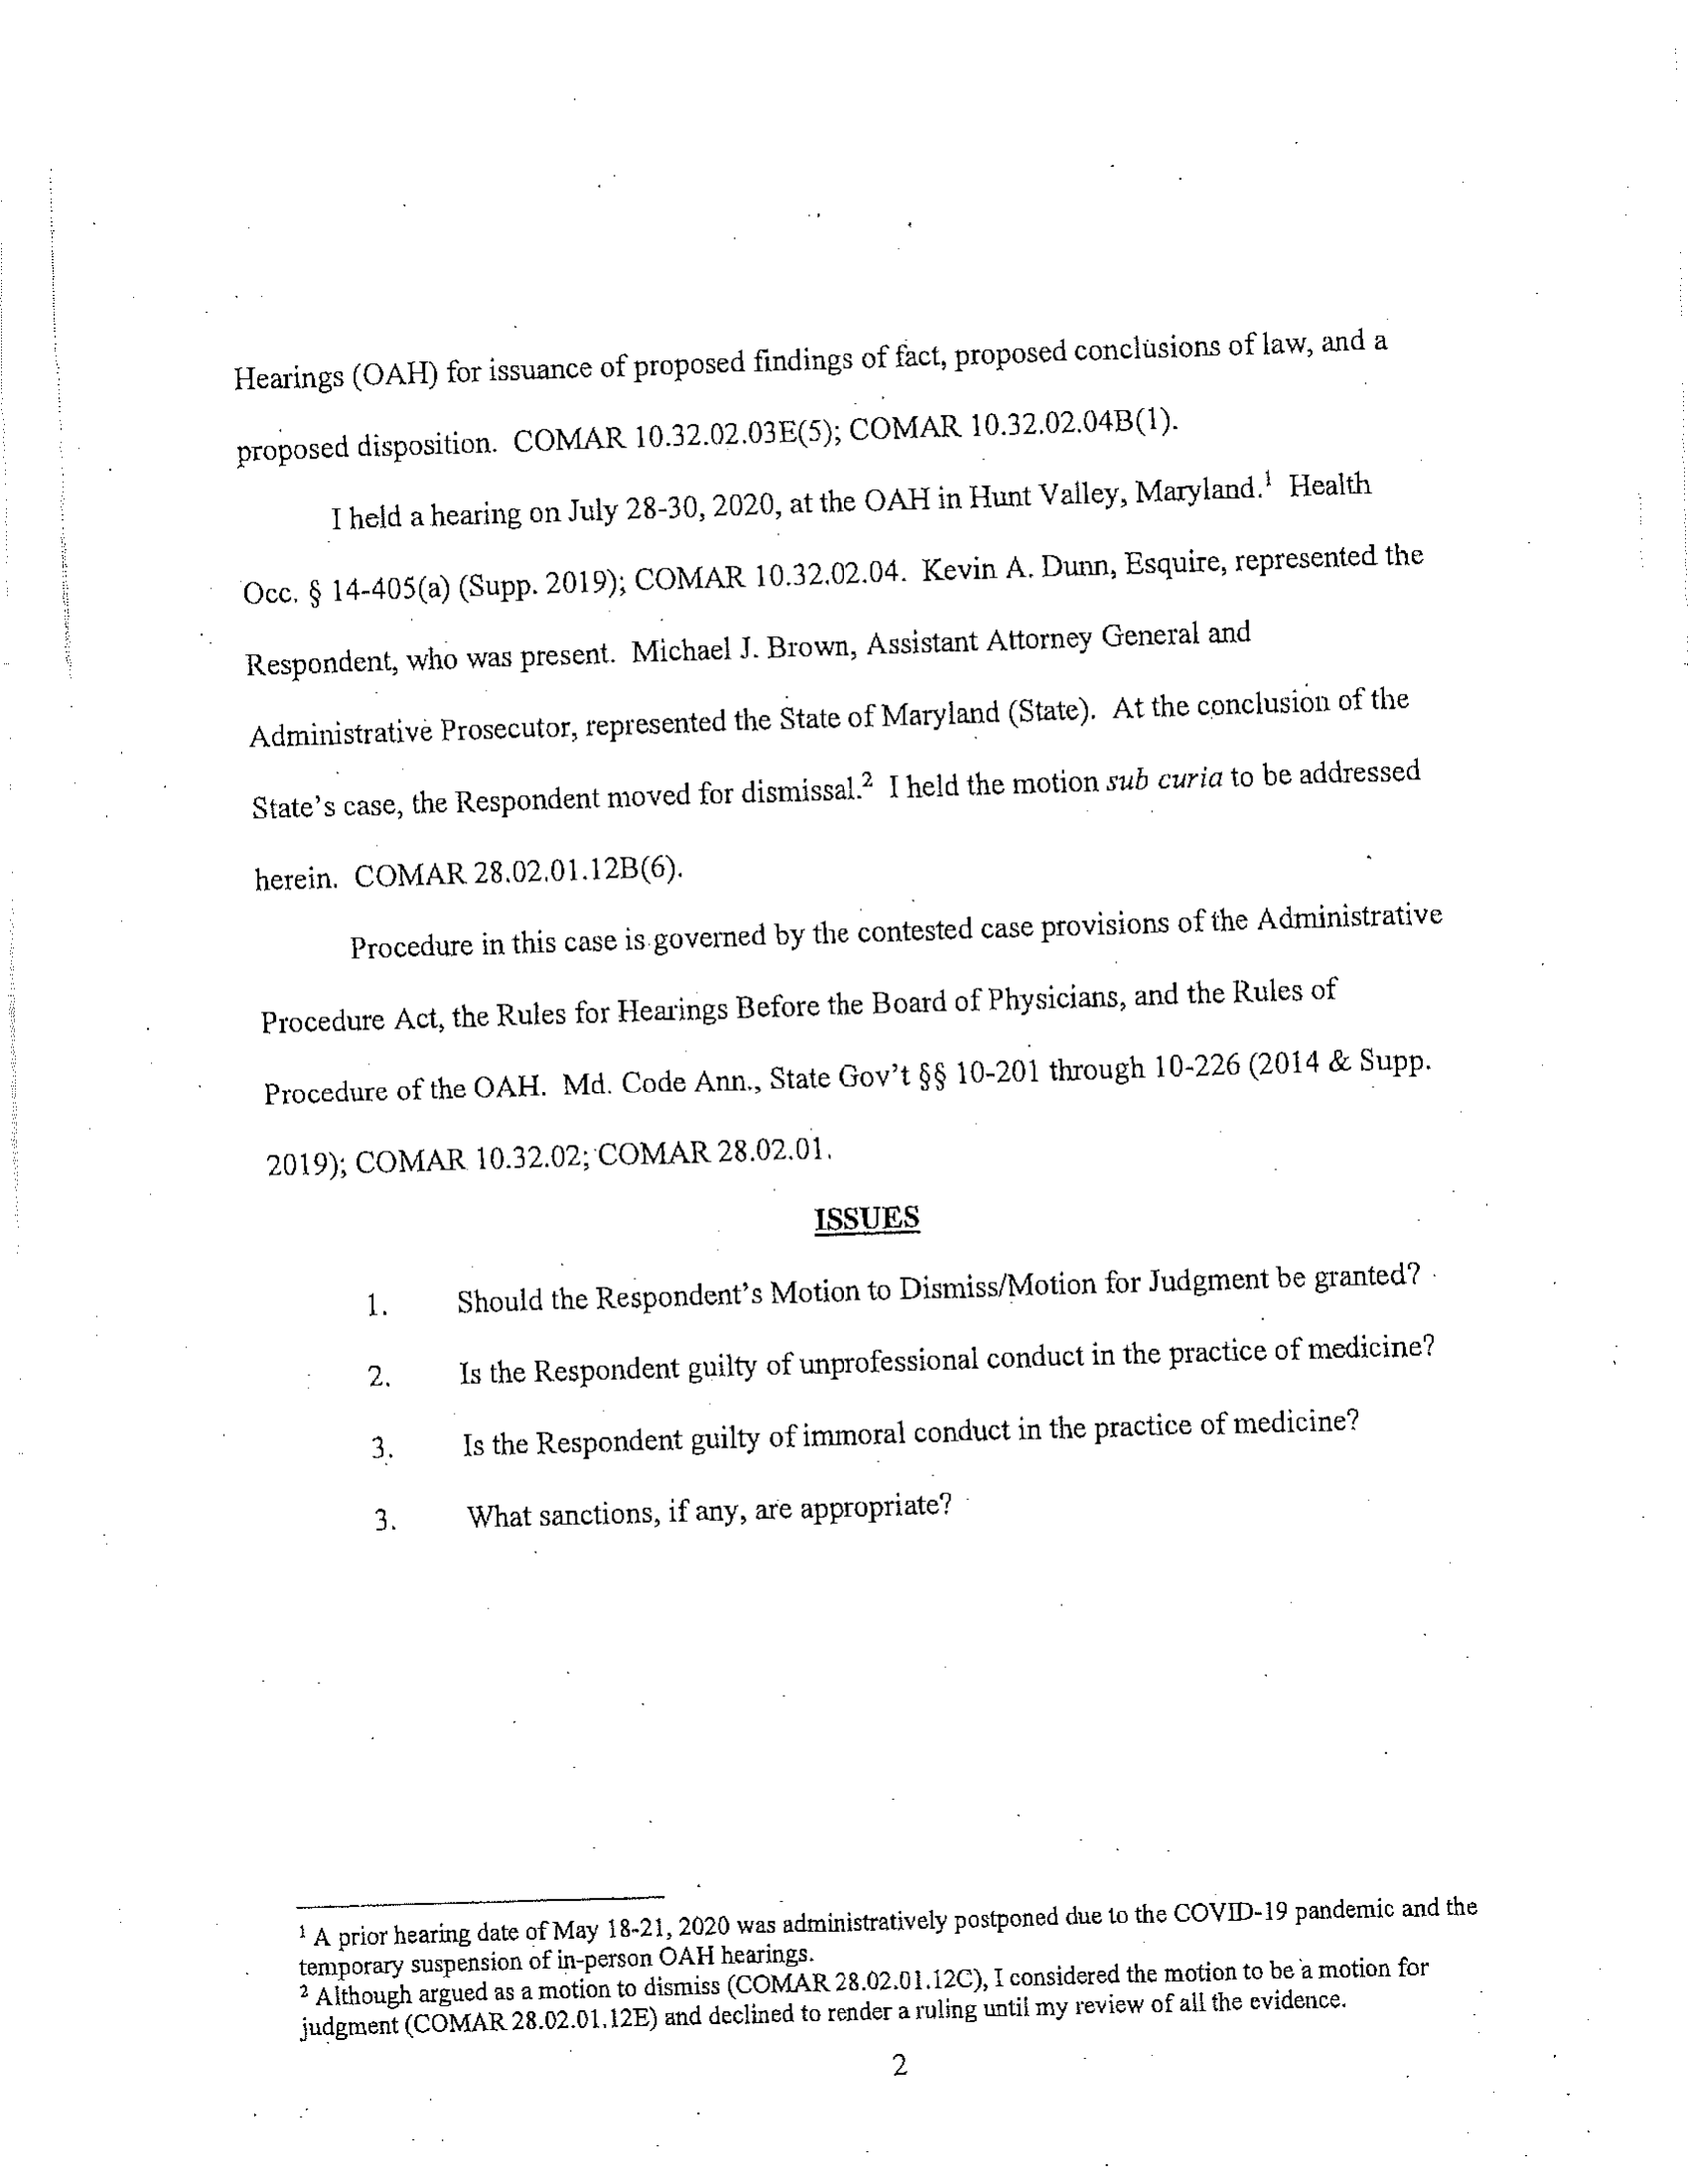 Hearings (OAH) for issuance of proposed findings of fact, proposed conclusions of law, and a
proposed disposition. COMAR 10.32.02.03E(5); COMAR 10.32.02.04B(1).
I held a hearing on July 28-30, 2020, at the OAH in Hunt Valley, Maryland.¹ Health
Occ. § 14-405(a) (Supp. 2019); COMAR 10.32.02.04. Kevin A. Dunn, Esquire, represented the
Respondent, who was present. Michael J. Brown, Assistant Attorney General and
Administrative Prosecutor, represented the State of Maryland (State). At the conclusion of the
State's case, the Respondent moved for dismissal.² I held the motion sub curia to be addressed
herein. COMAR 28.02.01.12B(6).
Procedure in this case is governed by the contested case provisions of the Administrative
Procedure Act, the Rules for Hearings Before the Board of Physicians, and the Rules of
Procedure of the OAH. Md. Code Ann., State Gov't §§ 10-201 through 10-226 (2014 & Supp.
2019); COMAR 10.32.02; COMAR 28.02.01.
ISSUES
1. Should the Respondent's Motion to Dismiss/Motion for Judgment be granted?
2. Is the Respondent guilty of unprofessional conduct in the practice of medicine?
3. Is the Respondent guilty of immoral conduct in the practice of medicine?
3. What sanctions, if any, are appropriate?
¹ A prior hearing date of May 18-21, 2020 was administratively postponed due to the COVID-19 pandemic and the
temporary suspension of in-person OAH hearings.
² Although argued as a motion to dismiss (COMAR 28.02.01.12C), I considered the motion to be a motion for
judgment (COMAR 28.02.01.12E) and declined to render a ruling until my review of all the evidence.
2